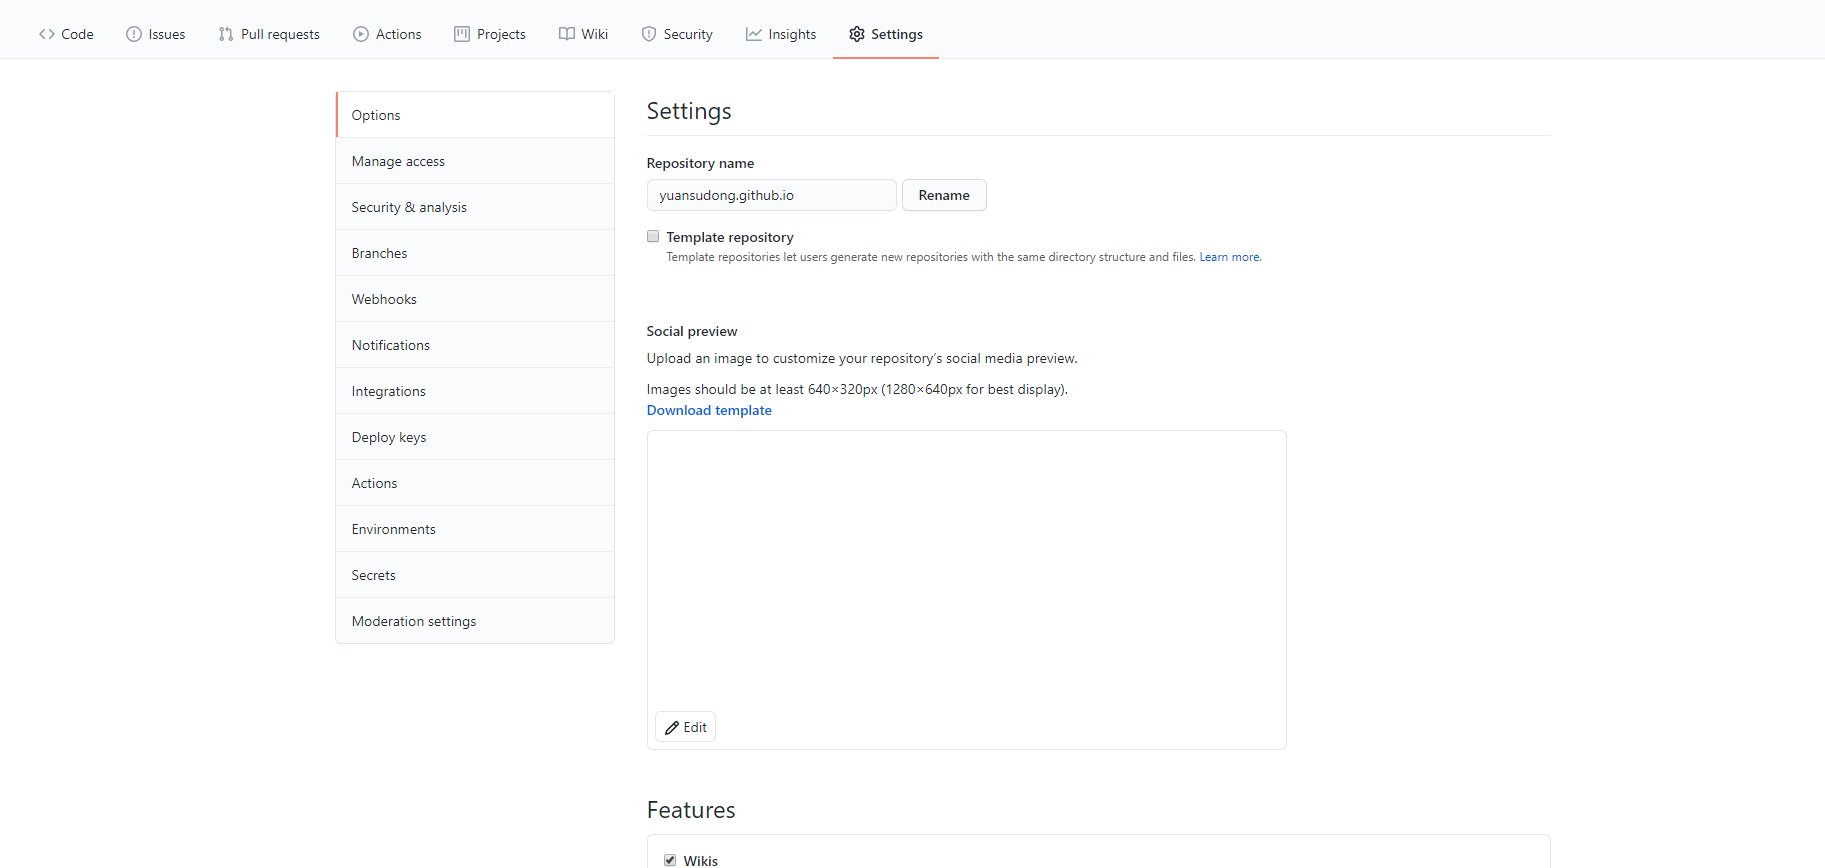 Code Issues Pull requests Actions Projects Wiki Security Insights Settings
Options
Manage access
Security & analysis
Branches
Webhooks
Notifications
Integrations
Deploy keys
Actions
Environments
Secrets
Moderation settings
Settings
Repository name
yuansudong.github.io Rename
Template repository
Template repositories let users generate new repositories with the same directory structure and files. Learn more.
Social preview
Upload an image to customize your repository’s social media preview.
Images should be at least 640×320px (1280×640px for best display).
Download template
Edit
Features
Wikis